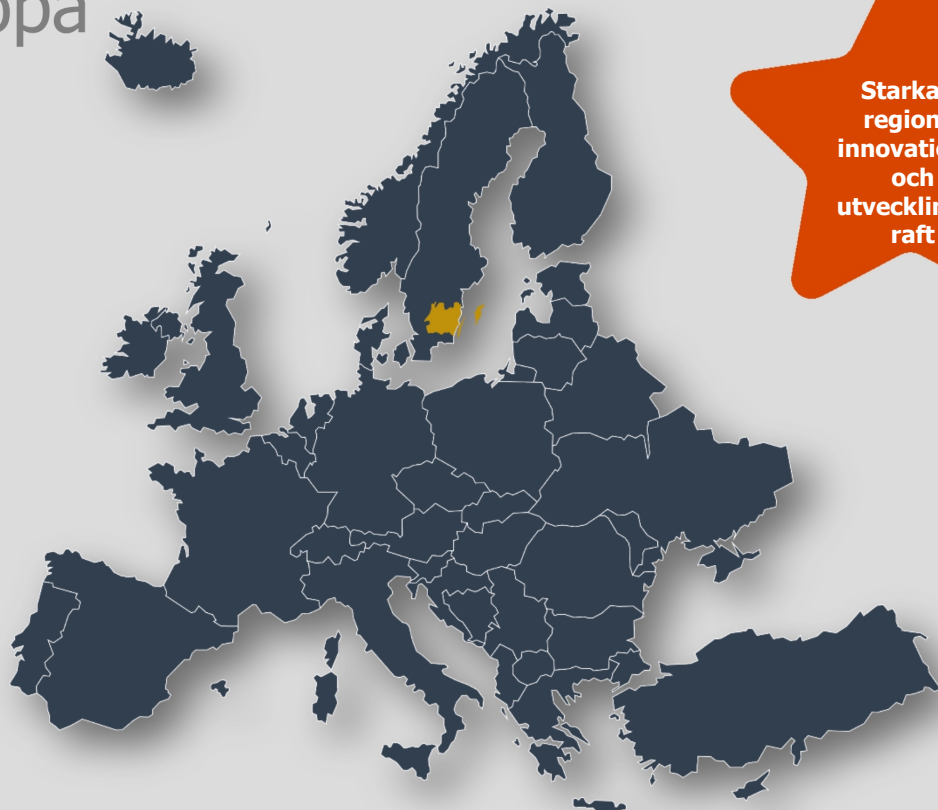 opa
Starka
region
innovatio
och
utvecklin
raft